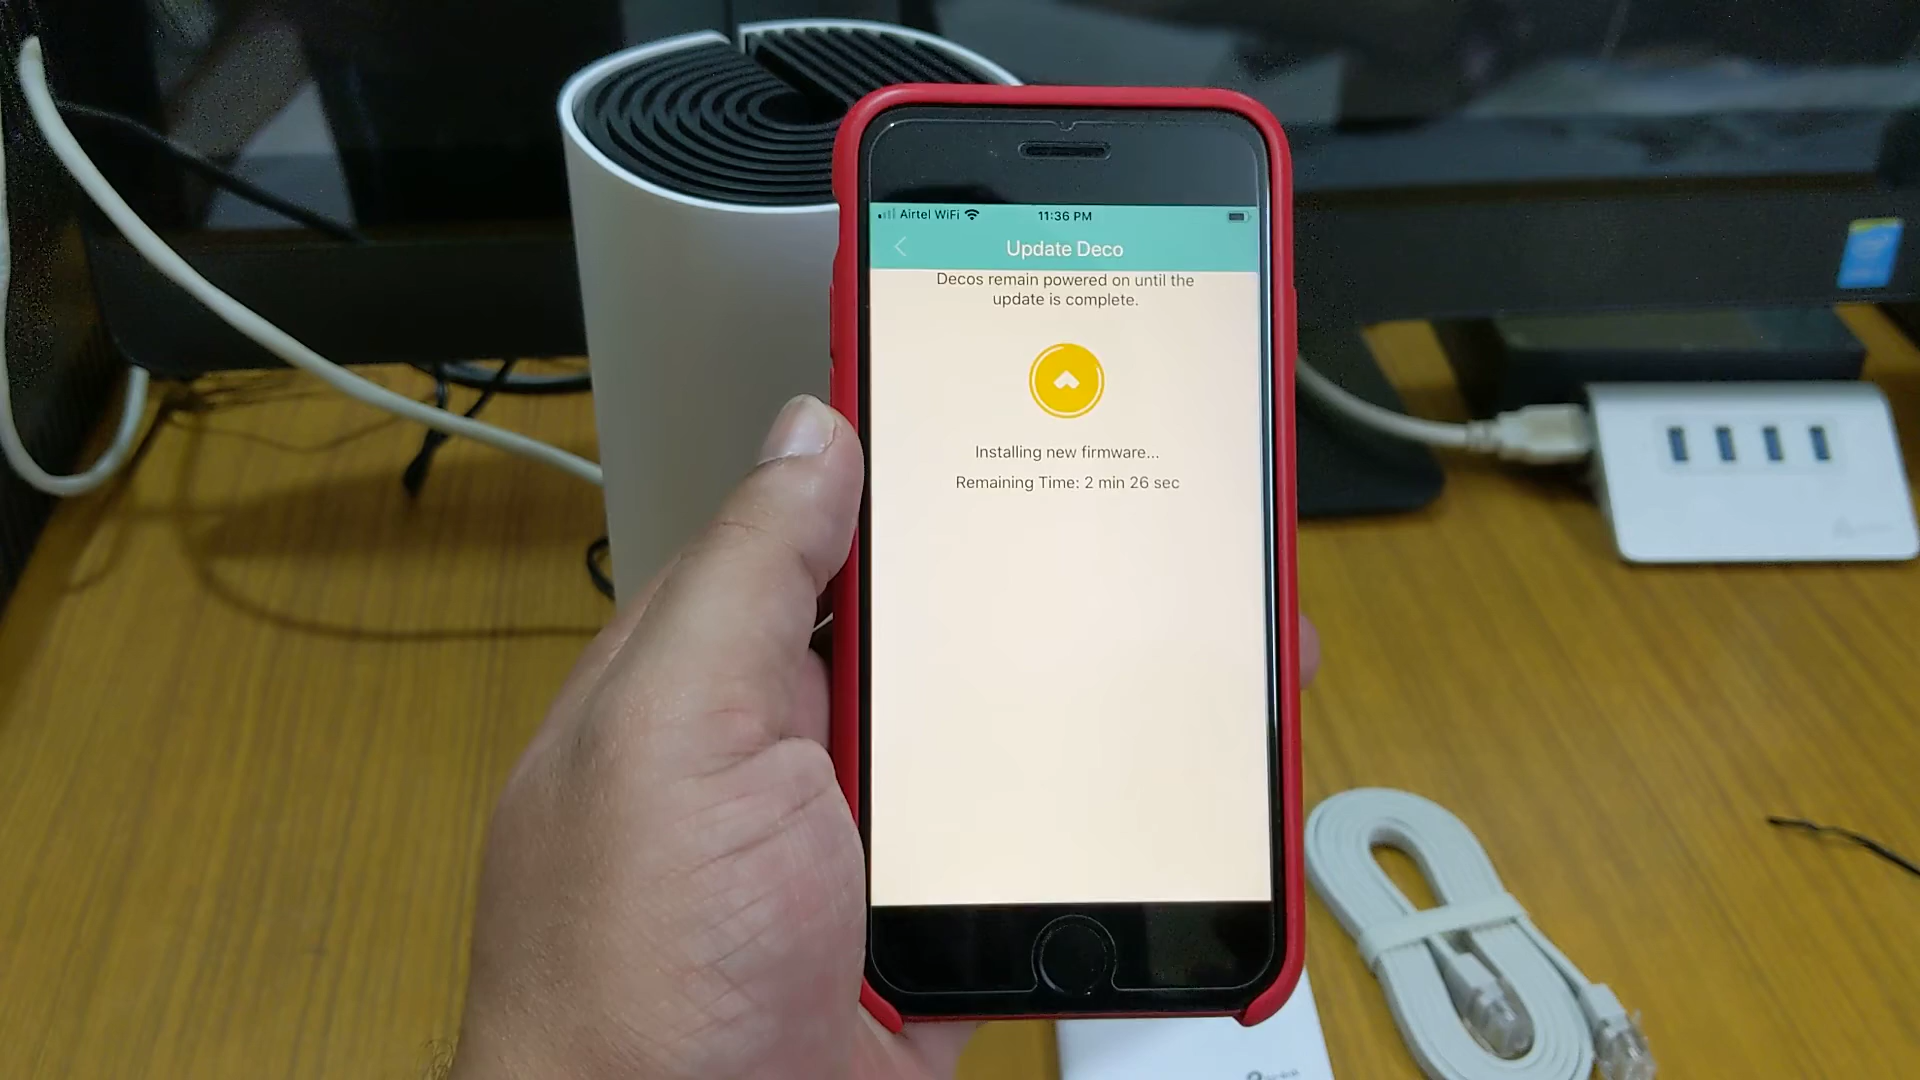 Airtel WiFi
11:36 PM
Update Deco
Decos remain powered on until the
update is complete.
Installing new firmware...
Remaining Time: 2 min 26 sec